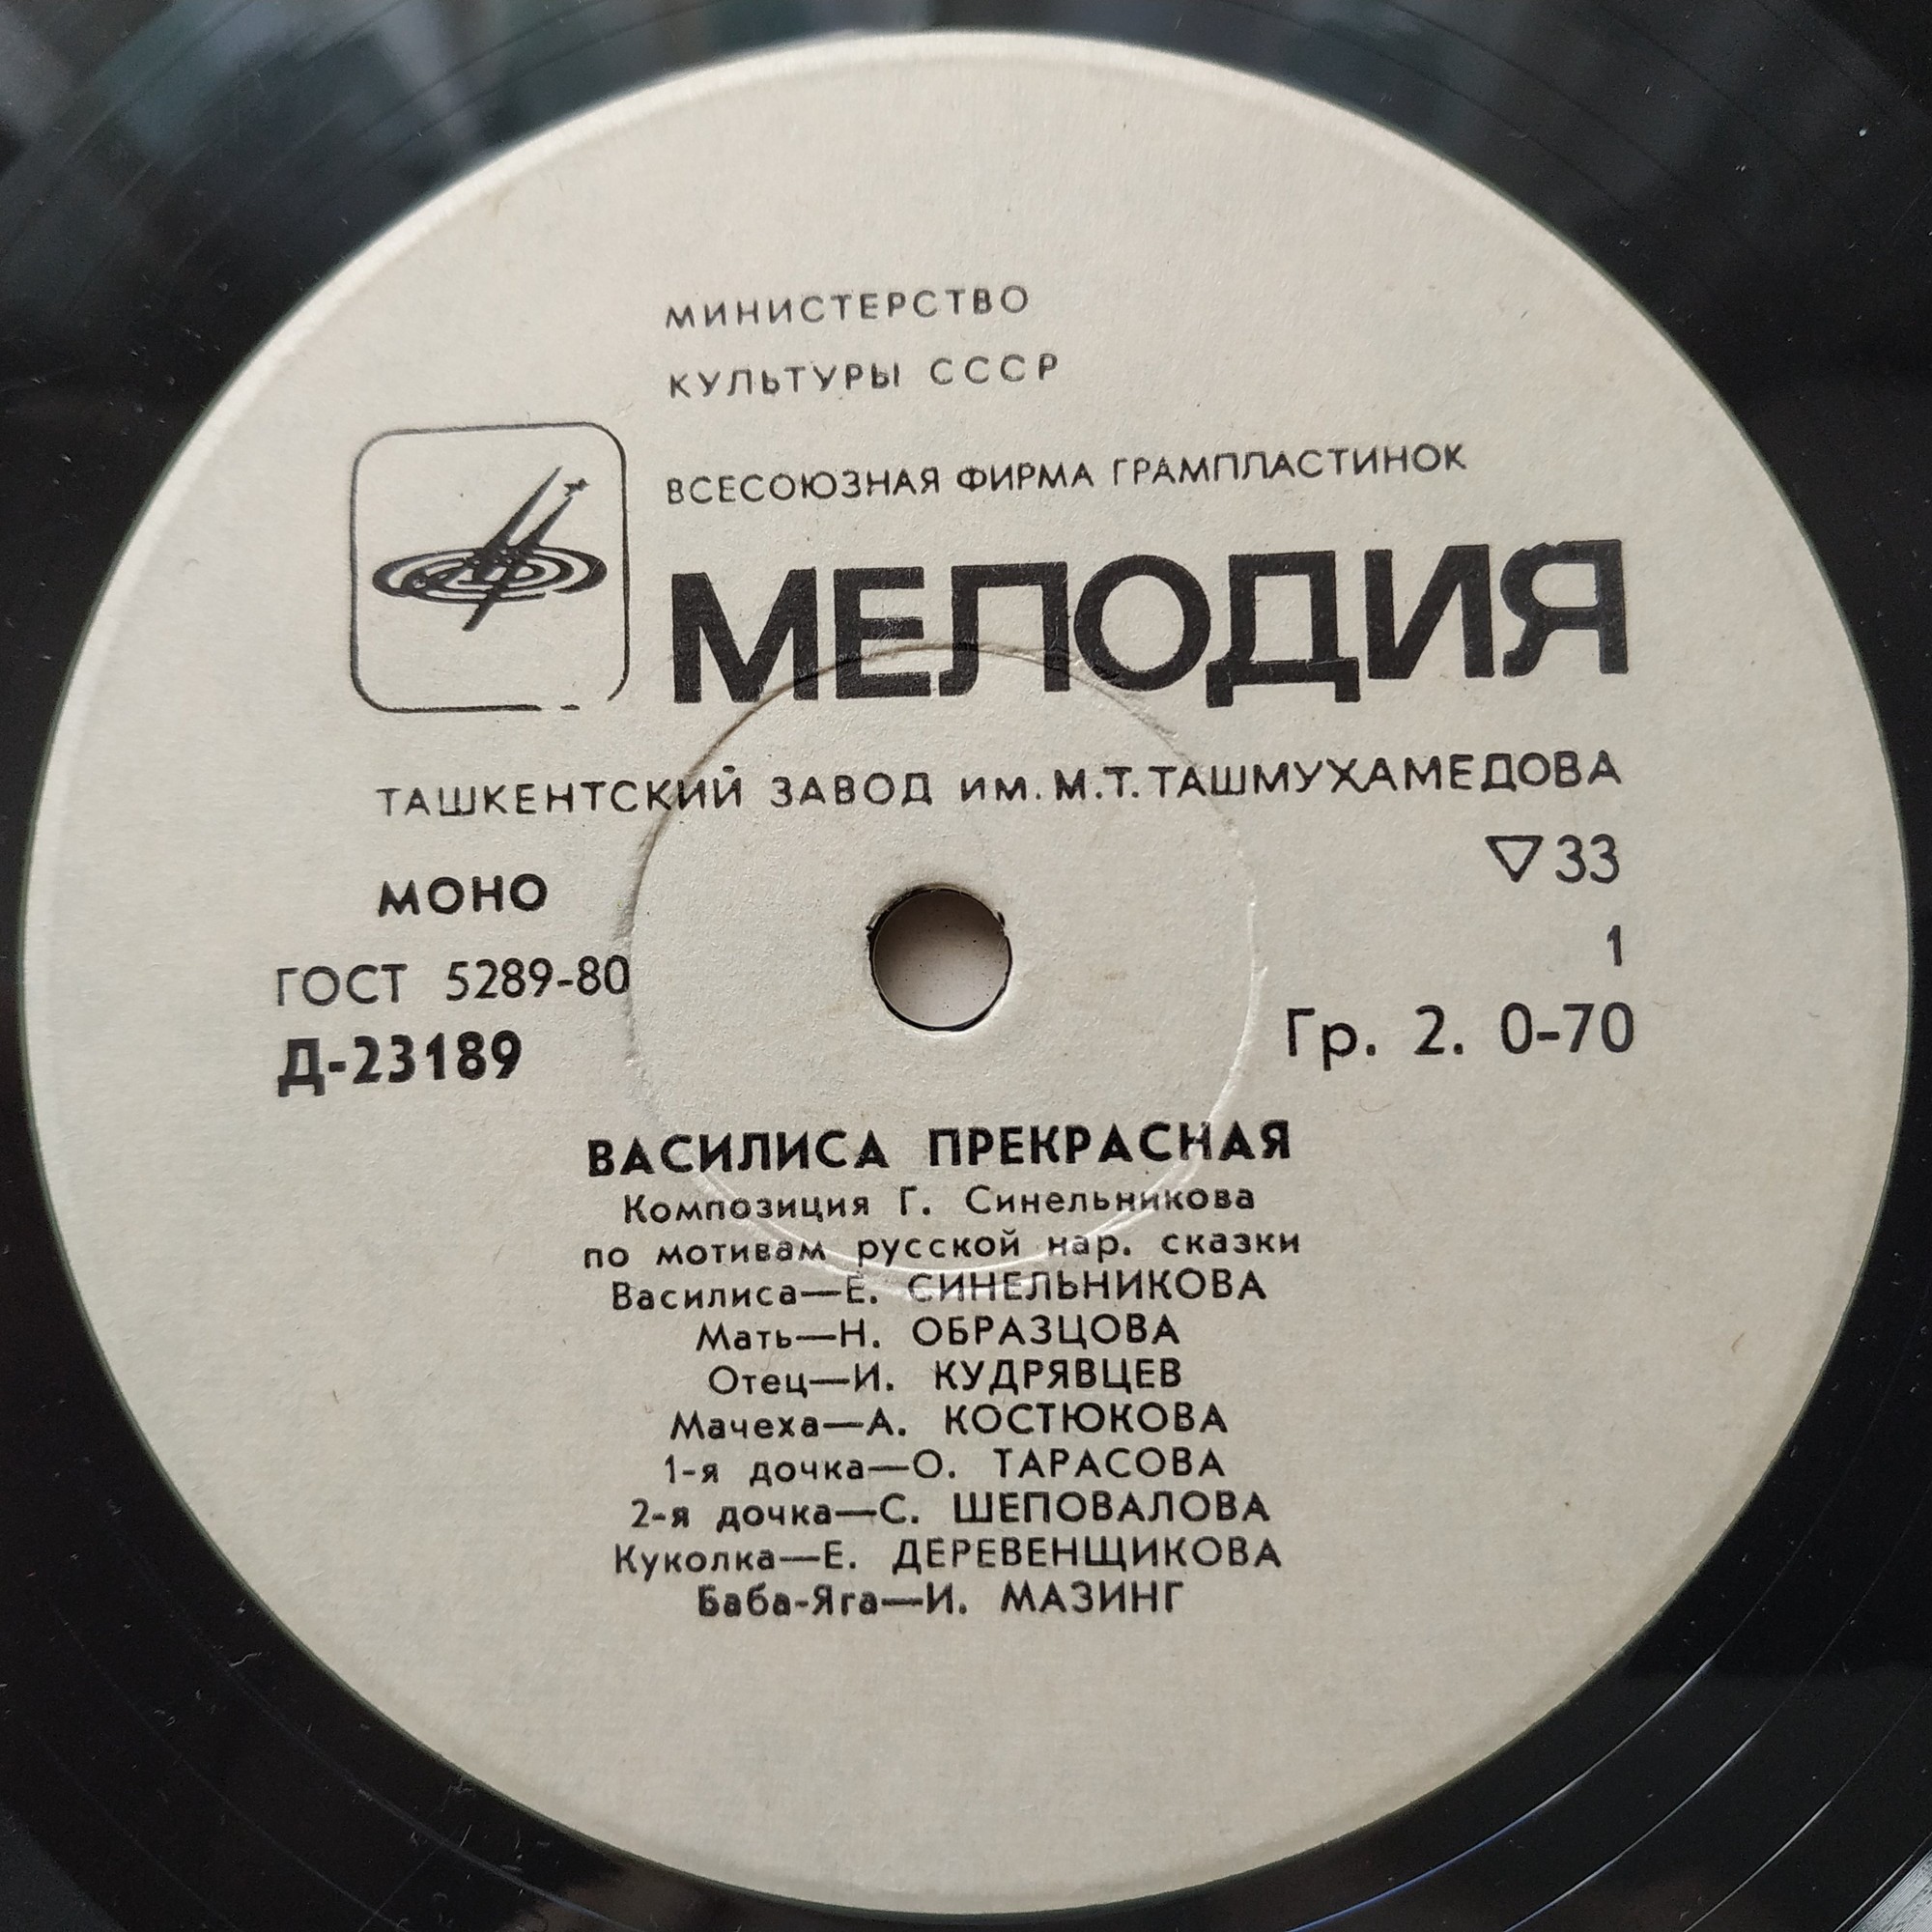 МИНИСТЕРСТВО
КУЛЬТУРЫ СССР
ВСЕСОЮЗНАЯ ФИРМА ГРАМПЛАСТИНОК
МЕЛОДИЯ
ТАШКЕНТСКИЙ ЗАВОД им. М.Т. ТАШМУХАМЕДОВА
МОНО
▽33
1
ГОСТ 5289-80
Д-23189
Гр. 2. 0-70
ВАСИЛИСА ПРЕКРАСНАЯ
Композиция Г. Синельникова
по мотивам русской нар. сказки
Василиса—Е. СИНЕЛЬНИКОВА
Мать—Н. ОБРАЗЦОВА
Отец—И. КУДРЯВЦЕВ
Мачеха—А. КОСТЮКОВА
1-я дочка—О. ТАРАСОВА
2-я дочка—С. ШЕПОВАЛОВА
Куколка—Е. ДЕРЕВЕНЩИКОВА
Баба-Яга—И. МАЗИНГ